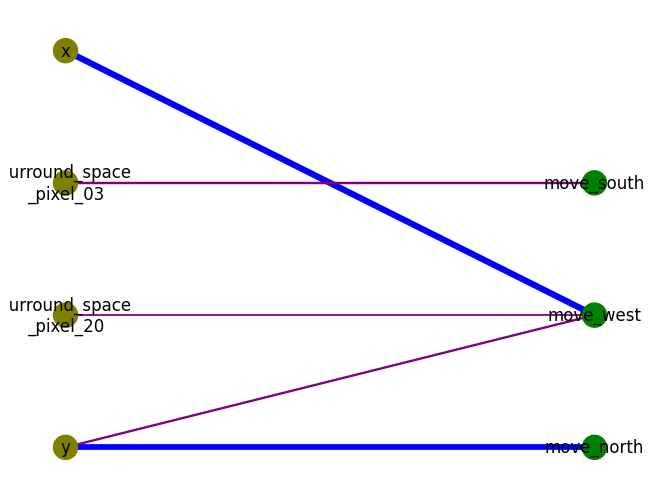 x
urround_space
_pixel_03
move_south
urround_space
_pixel_20
move_west
y
move_north